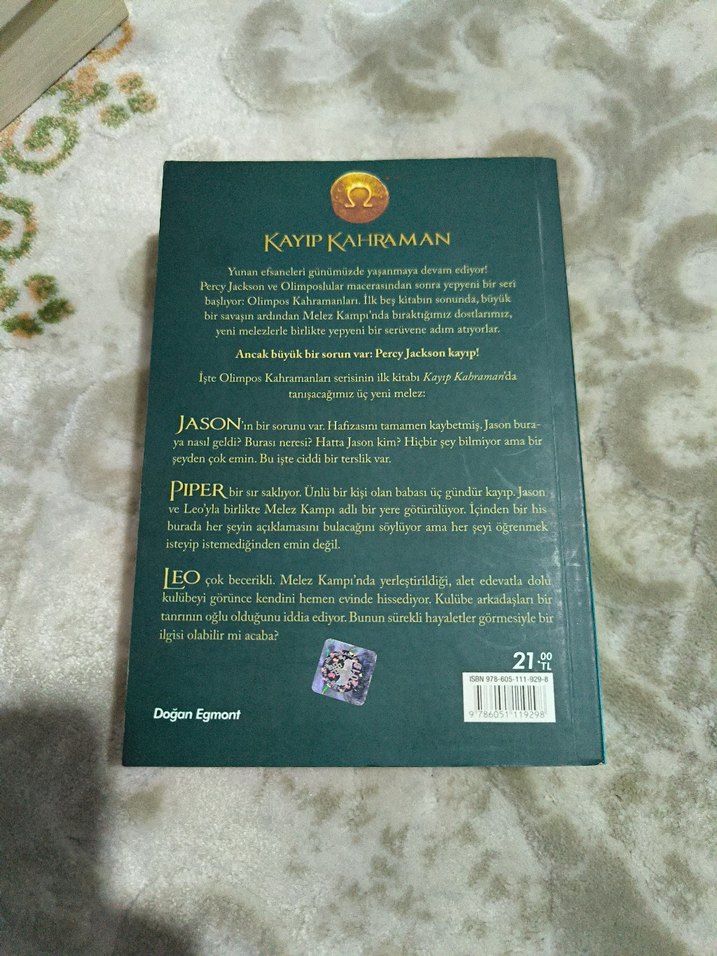 Ω
KAYIP KAHRAMAN
Yunan efsaneleri günümüzde yaşanmaya devam ediyor!
Percy Jackson ve Olimposlular macerasından sonra yepyeni bir seri
başlıyor: Olimpos Kahramanları. İlk beş kitabın sonunda, büyük
bir savaşın ardından Melez Kampı'nda bıraktığımız dostlarımız,
yeni melezlerle birlikte yepyeni bir serüvene adım atıyorlar.
Ancak büyük bir sorun var: Percy Jackson kayıp!
İşte Olimpos Kahramanları serisinin ilk kitabı Kayıp Kahraman'da
tanışacağımız üç yeni melez:
JASON'ın bir sorunu var. Hafızasını tamamen kaybetmiş. Jason bura-
ya nasıl geldi? Burası neresi? Hatta Jason kim? Hiçbir şey bilmiyor ama bir
şeyden çok emin. Bu işte ciddi bir terslik var.
PIPER bir sır saklıyor. Ünlü bir kişi olan babası üç gündür kayıp. Jason
ve Leo'yla birlikte Melez Kampı adlı bir yere götürülüyor. İçinden bir his
burada her şeyin açıklamasını bulacağını söylüyor ama her şeyi öğrenmek
isteyip istemediğinden emin değil.
LEO çok becerikli. Melez Kampı'nda yerleştirildiği, alet edevatla dolu
kulübeyi görünce kendini hemen evinde hissediyor. Kulübe arkadaşları bir
tanrının oğlu olduğunu iddia ediyor. Bunun sürekli hayaletler görmesiyle bir
ilgisi olabilir mi acaba?
21.00 TL
ISBN 978-605-111-929-8
9 786051 119298
Doğan Egmont